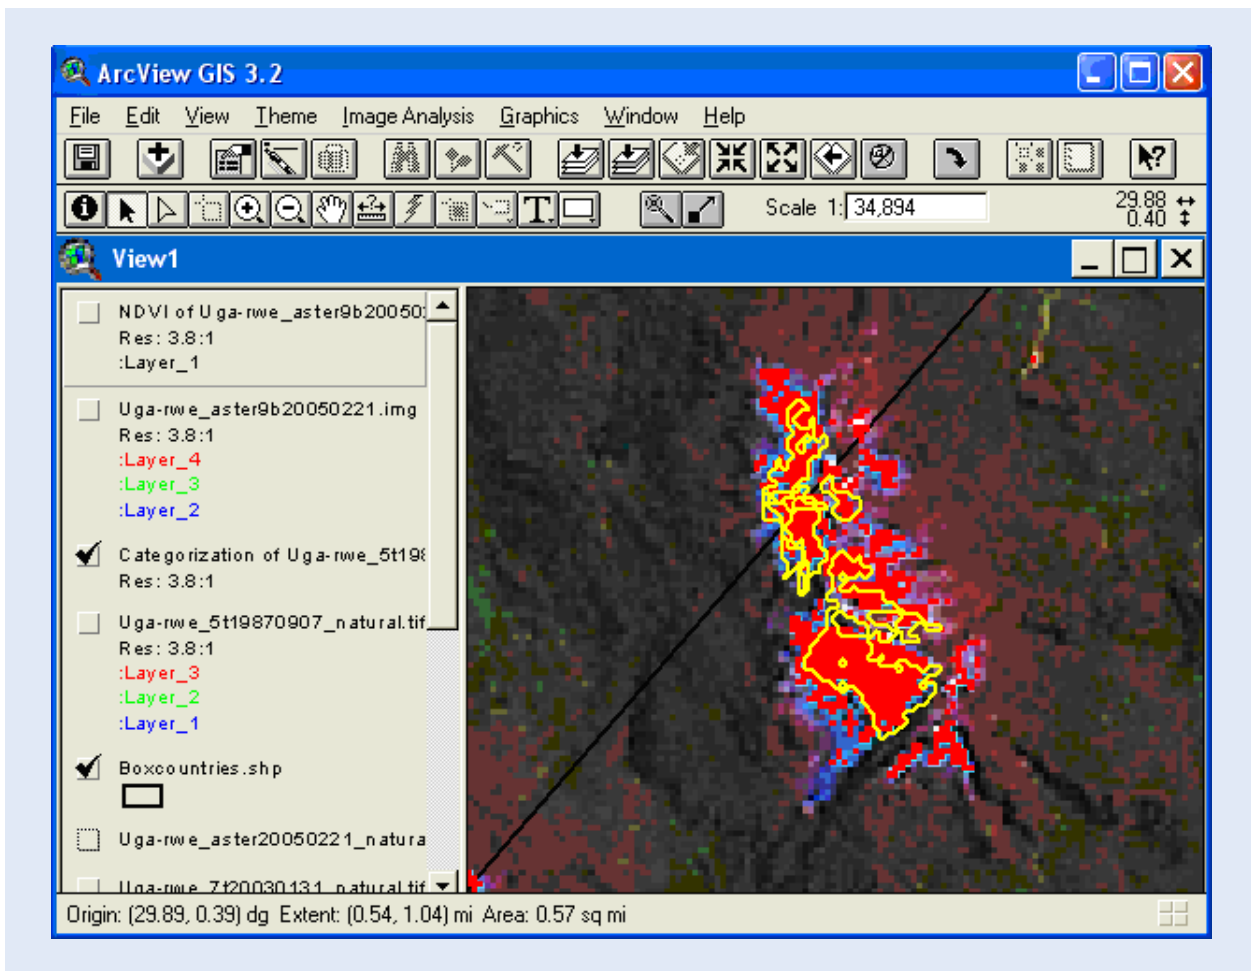 ArcView GIS 3.2
File Edit View Theme Image Analysis Graphics Window Help
Scale 1: 34,894
29.88
0.40
View1
NDVI of Uga-rwe_aster9b20050
Res: 3.8:1
:Layer_1
Uga-rwe_aster9b20050221.img
Res: 3.8:1
:Layer_4
:Layer_3
:Layer_2
Categorization of Uga-rwe_5t198
Res: 3.8:1
Uga-rwe_5t19870907_natural.tif
Res: 3.8:1
:Layer_3
:Layer_2
:Layer_1
Boxcountries.shp
Uga-rwe_aster20050221_natura
Uga-rwe_7t20030131_natural.tif
Origin: (29.89, 0.39) dg Extent: (0.54, 1.04) mi Area: 0.57 sq mi